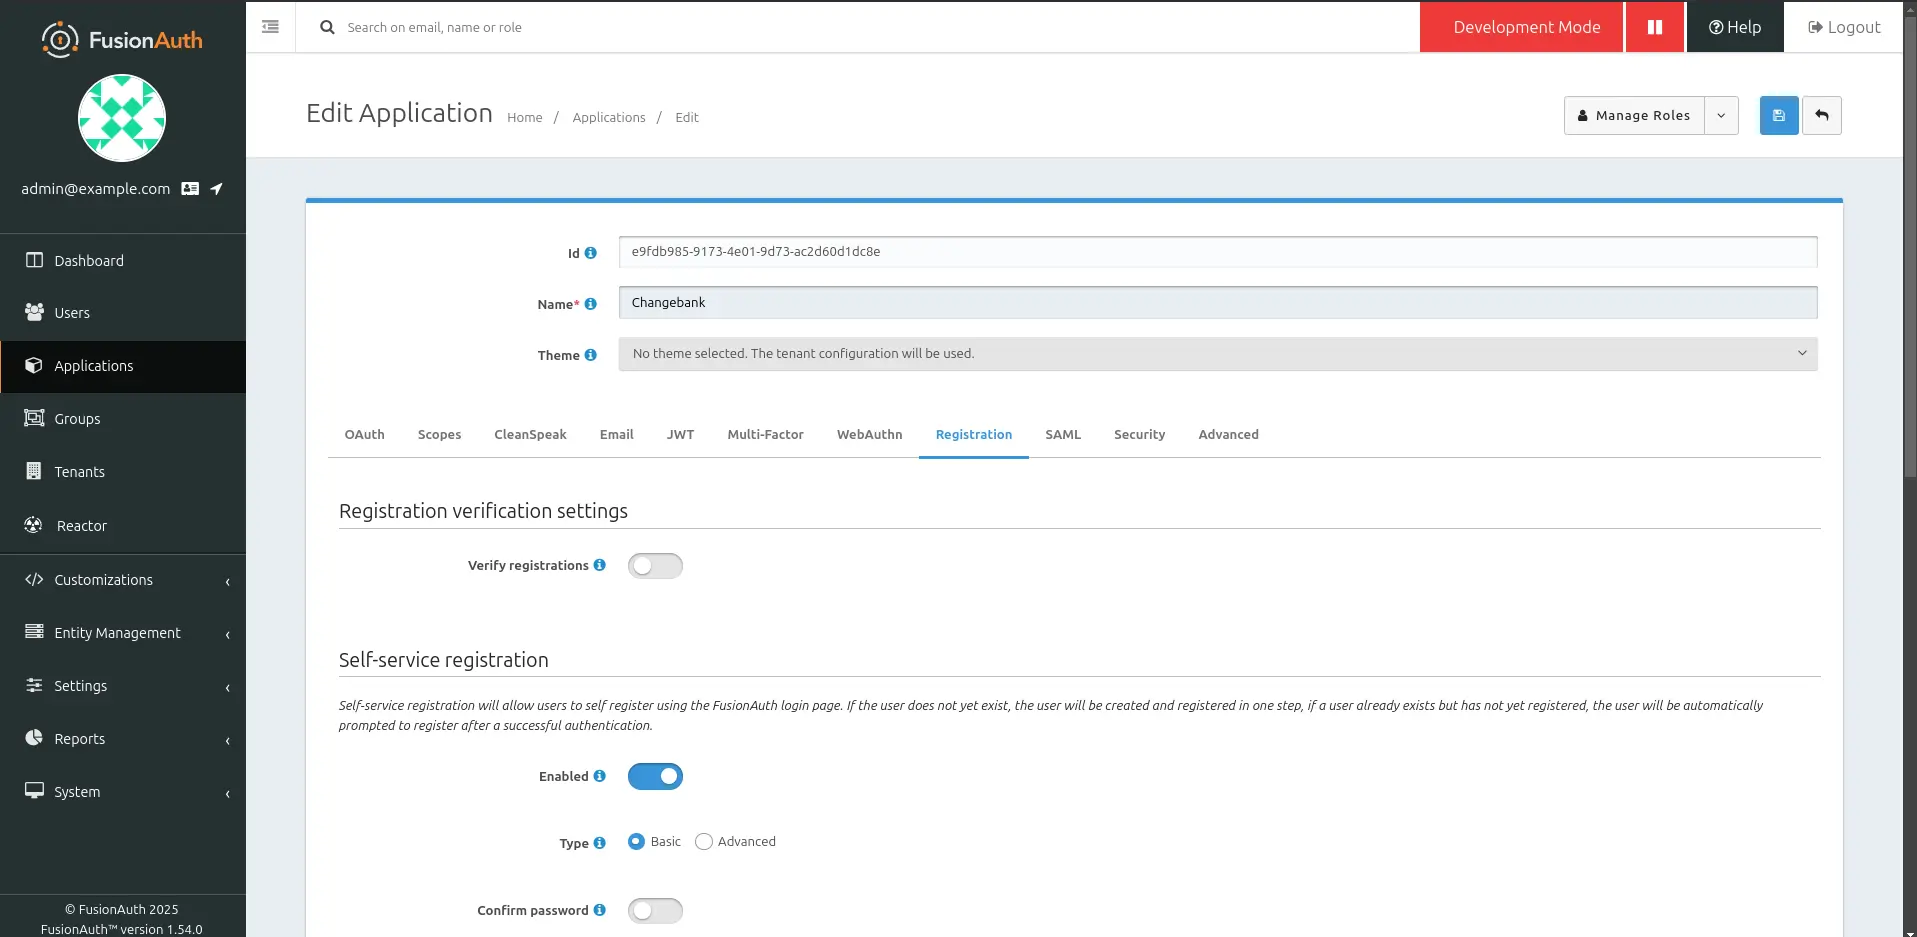 FusionAuth
admin@example.com
Dashboard
Users
Applications
Groups
Tenants
Reactor
Customizations
Entity Management
Settings
Reports
System
© FusionAuth 2025
FusionAuth™ version 1.54.0
Search on email, name or role
Development Mode
Help
Logout
Edit Application
Home / Applications / Edit
Manage Roles
Id
e9fdb985-9173-4e01-9d73-ac2d60d1dc8e
Name*
Changebank
Theme
No theme selected. The tenant configuration will be used.
OAuth Scopes CleanSpeak Email JWT Multi-Factor WebAuthn Registration SAML Security Advanced
Registration verification settings
Verify registrations
Self-service registration
Self-service registration will allow users to self register using the FusionAuth login page. If the user does not yet exist, the user will be created and registered in one step, if a user already exists but has not yet registered, the user will be automatically
prompted to register after a successful authentication.
Enabled
Type
Basic Advanced
Confirm password